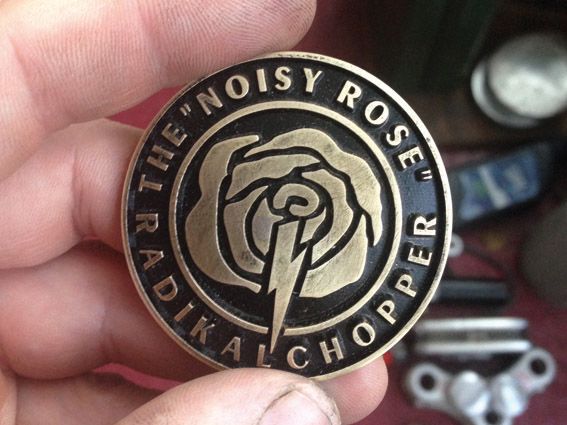 THE "NOISY ROSE"
RADIKALCHOPPER